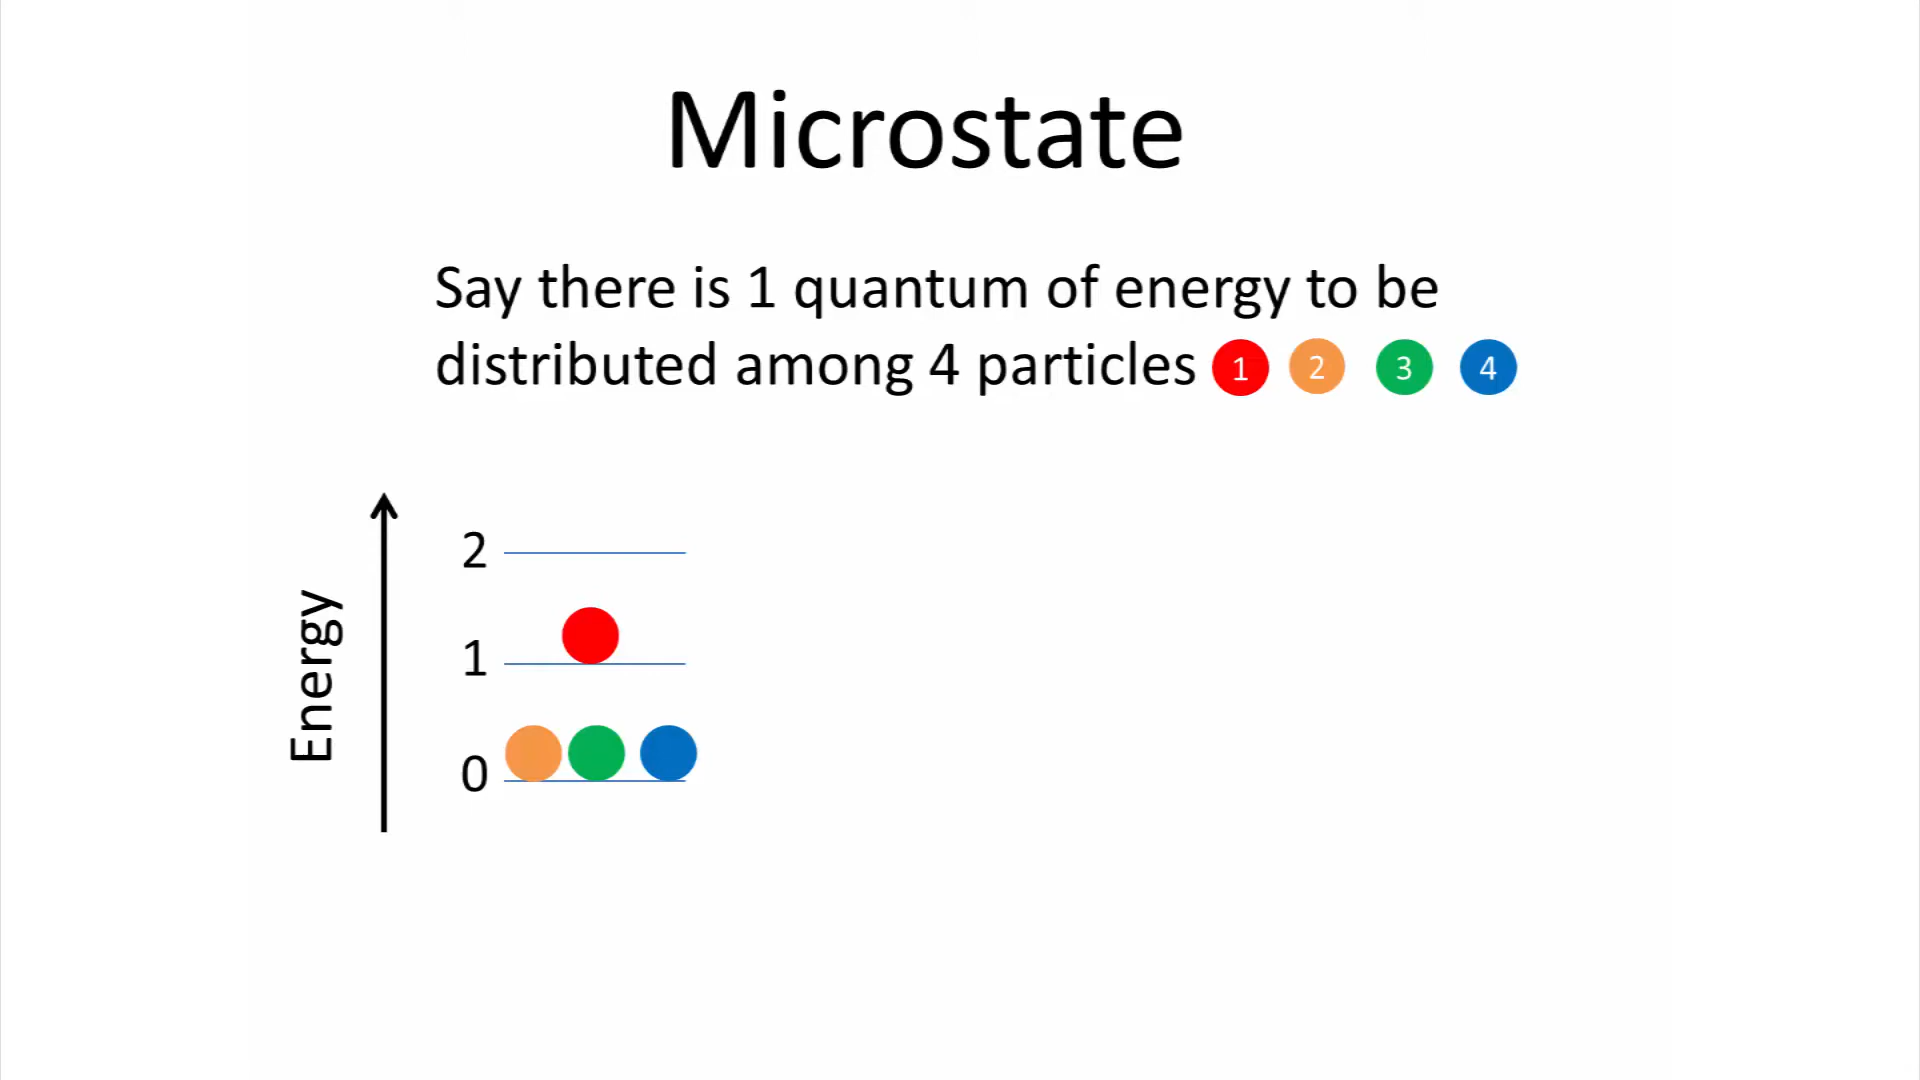 Microstate
Say there is 1 quantum of energy to be
distributed among 4 particles 1 2 3 4
Energy
2
1
0